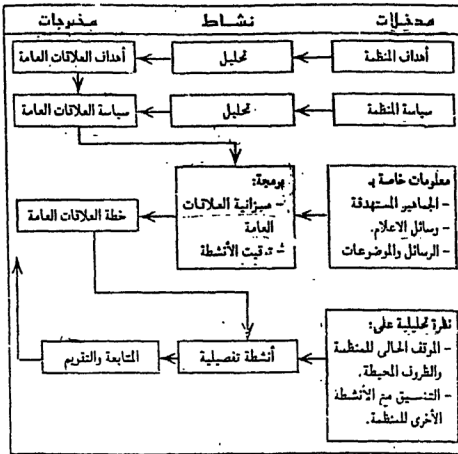 مدخلات
نشاط
مخرجات
أهداف المنظمة
تحليل
أهداف العلاقات العامة
سياسة المنظمة
تحليل
سياسة العلاقات العامة
معلومات خاصة بـ
– الجماهير المستهدفة
– وسائل الاعلام.
– الرسائل والموضوعات
برمجة:
– ميزانية العلاقات
العامة
– توقيت الأنشطة
خطة العلاقات العامة
نظرة تحليلية على:
– الموقف الحالى للمنظمة
والظروف المحيطة.
– التنسيق مع الأنشطة
الأخرى للمنظمة.
أنشطة تفصيلية
المتابعة والتقويم